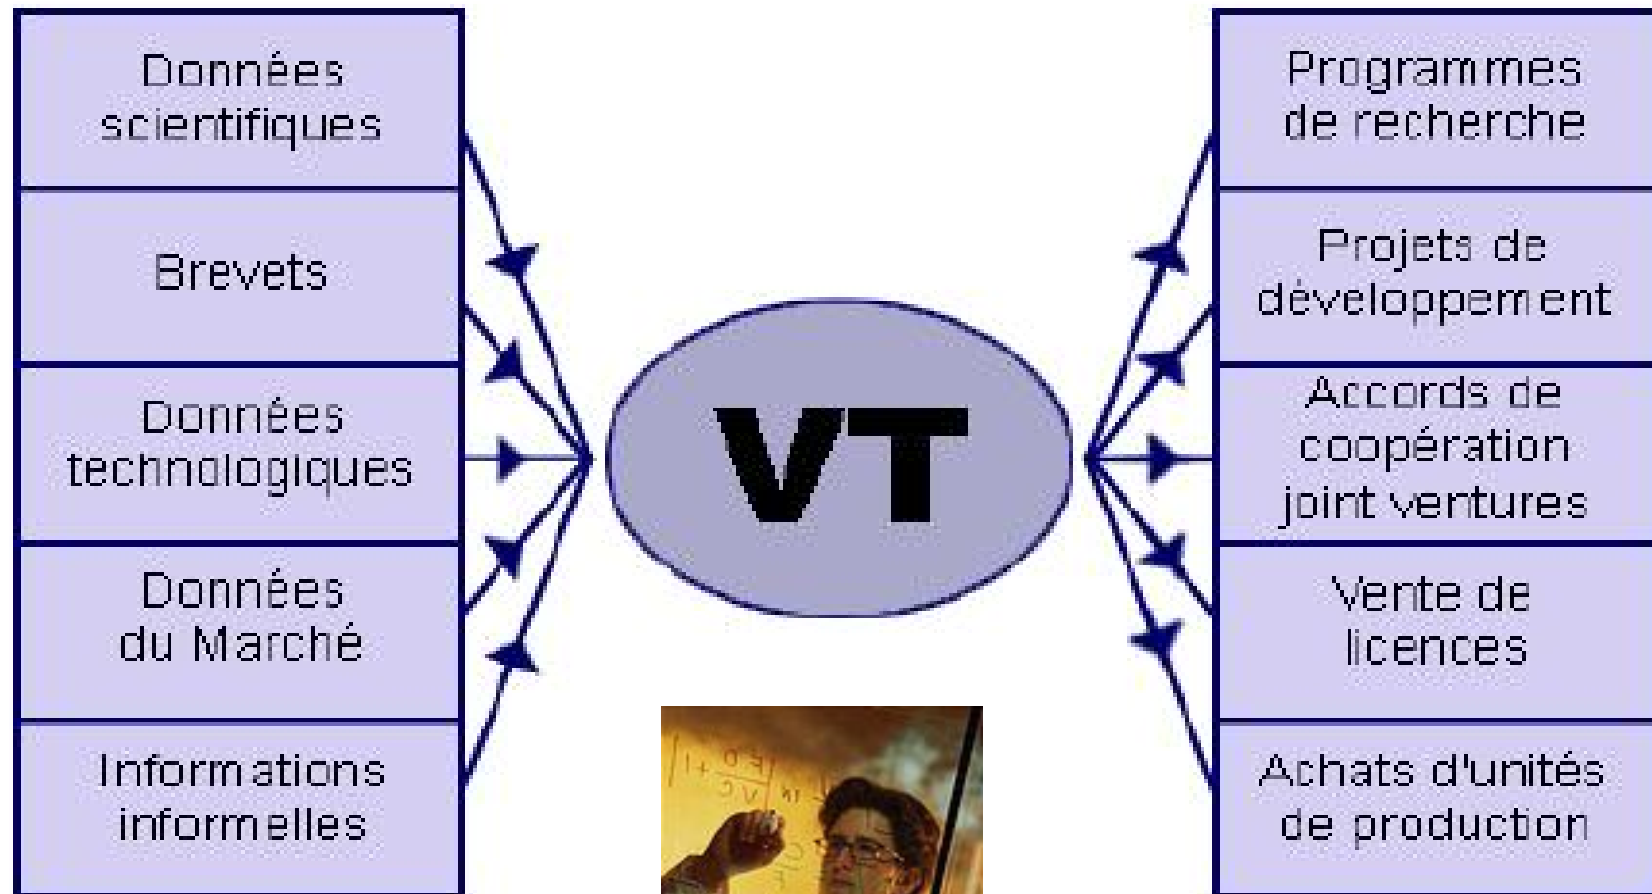 Données
scientifiques
Brevets
Données
technologiques
Données
du Marché
Informations
informelles
VT
Programmes
de recherche
Projets de
développement
Accords de
coopération
joint ventures
Vente de
licences
Achats d'unités
de production